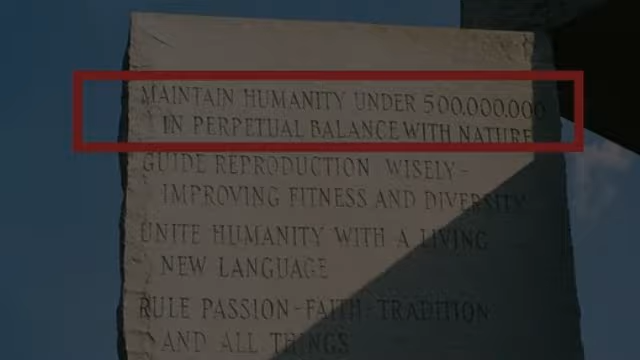 MAINTAIN HUMANITY UNDER 500.000.000
IN PERPETUAL BALANCE WITH NATURE
GUIDE REPRODUCTION WISELY-
IMPROVING FITNESS AND DIVERSITY
UNITE HUMANITY WITH A LIVING
NEW LANGUAGE
RULE PASSION-FAITH-TRADITION
AND ALL THINGS